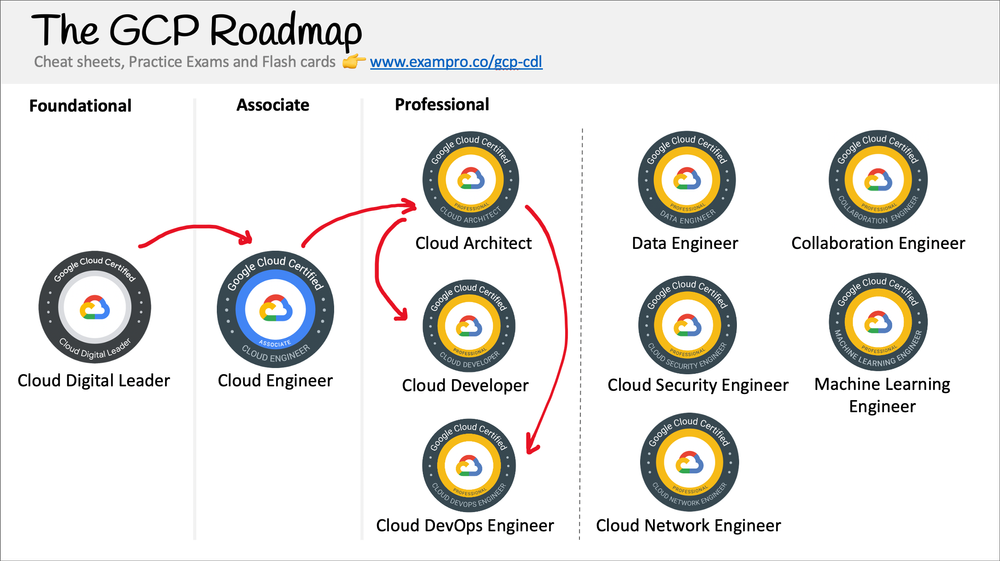 The GCP Roadmap
Cheat sheets, Practice Exams and Flash cards 👉 www.exampro.co/gcp-cdl
Foundational
Associate
Professional
Google Cloud Certified
Cloud Digital Leader
Cloud Digital Leader
Google Cloud Certified
ASSOCIATE
CLOUD ENGINEER
Cloud Engineer
Google Cloud Certified
PROFESSIONAL
CLOUD ARCHITECT
Cloud Architect
Google Cloud Certified
PROFESSIONAL
CLOUD DEVELOPER
Cloud Developer
Google Cloud Certified
PROFESSIONAL
CLOUD DEVOPS ENGINEER
Cloud DevOps Engineer
Google Cloud Certified
PROFESSIONAL
DATA ENGINEER
Data Engineer
Google Cloud Certified
PROFESSIONAL
COLLABORATION ENGINEER
Collaboration Engineer
Google Cloud Certified
PROFESSIONAL
CLOUD SECURITY ENGINEER
Cloud Security Engineer
Google Cloud Certified
PROFESSIONAL
MACHINE LEARNING ENGINEER
Machine Learning
Engineer
Google Cloud Certified
PROFESSIONAL
CLOUD NETWORK ENGINEER
Cloud Network Engineer